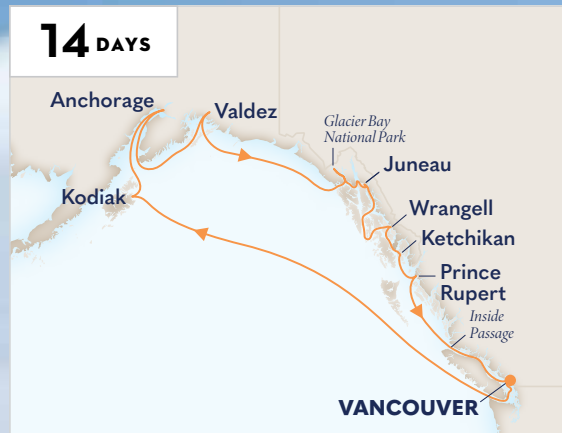 14 DAYS
Anchorage
Valdez
Glacier Bay
National Park
Juneau
Kodiak
Wrangell
Ketchikan
Prince
Rupert
Inside
Passage
VANCOUVER